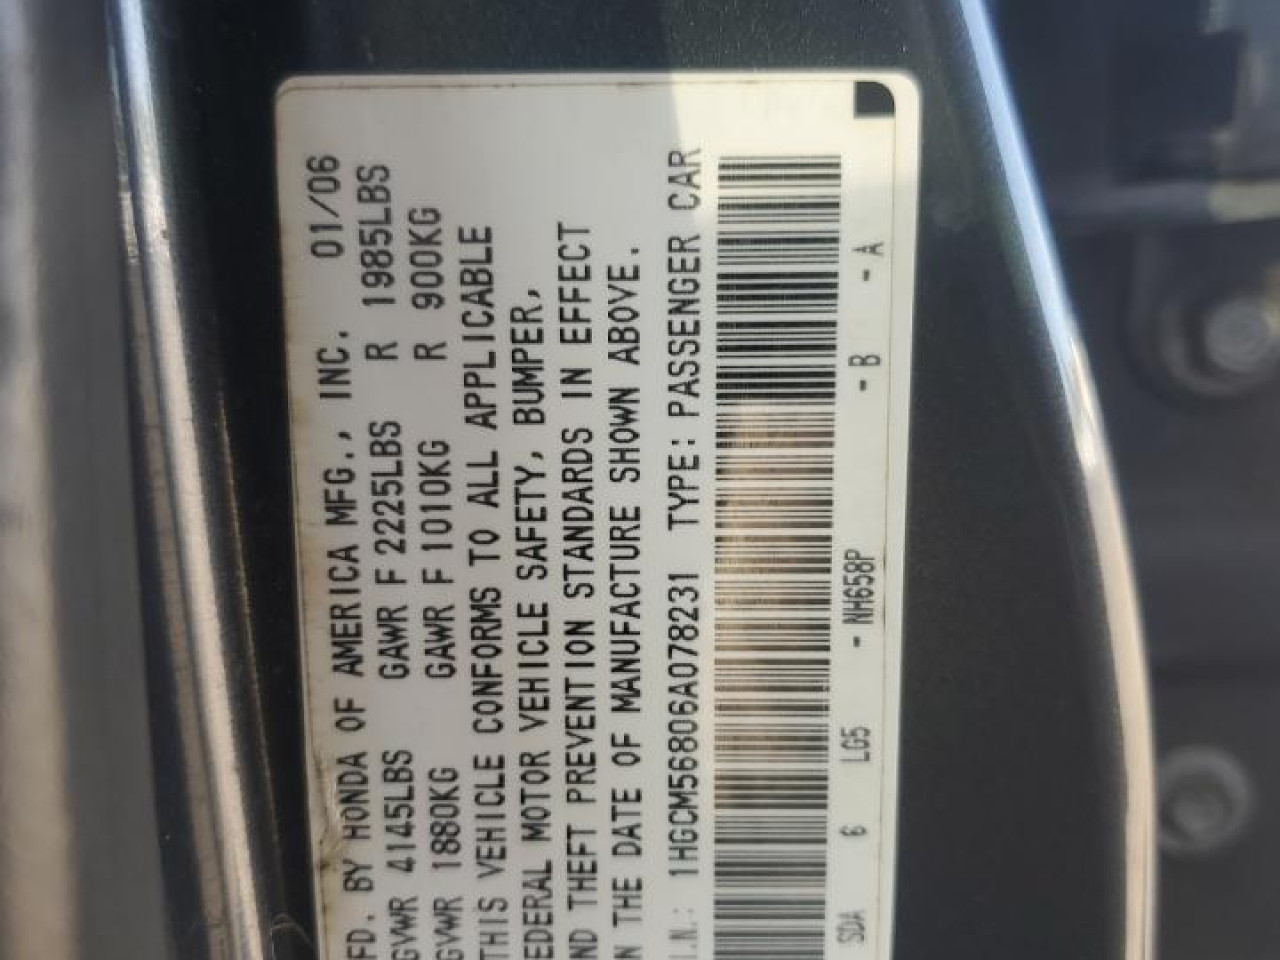 FD. BY HONDA OF AMERICA MFG., INC. 01/06
GVWR 4145LBS GAWR F 2225LBS R 1985LBS
GVWR 1880KG GAWR F 1010KG R 900KG
THIS VEHICLE CONFORMS TO ALL APPLICABLE
EDERAL MOTOR VEHICLE SAFETY, BUMPER,
ND THEFT PREVENTION STANDARDS IN EFFECT
N THE DATE OF MANUFACTURE SHOWN ABOVE.
I.N.: 1HGCM56806A078231 TYPE: PASSENGER CAR
SDA 6 LG5 - NH658P - B - A